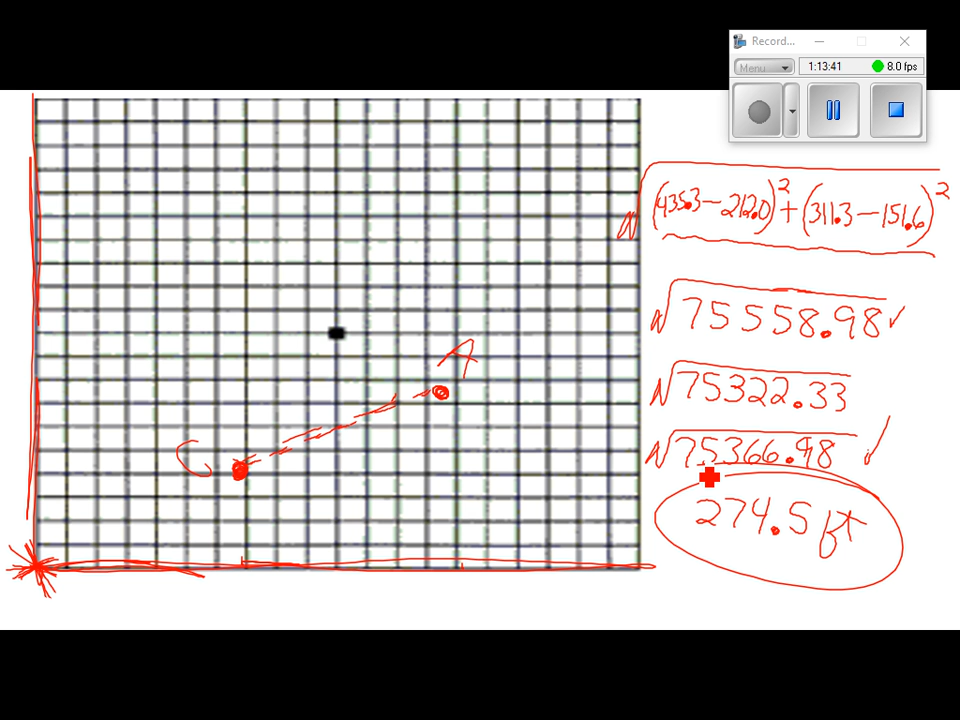 Record...
Menu 1:13:41 8.0 fps
√(435.3-212.0)²+(311.3-151.6)²
√75558.98✓
√75322.33
√75366.98 ✓
274.5 ft
A
C